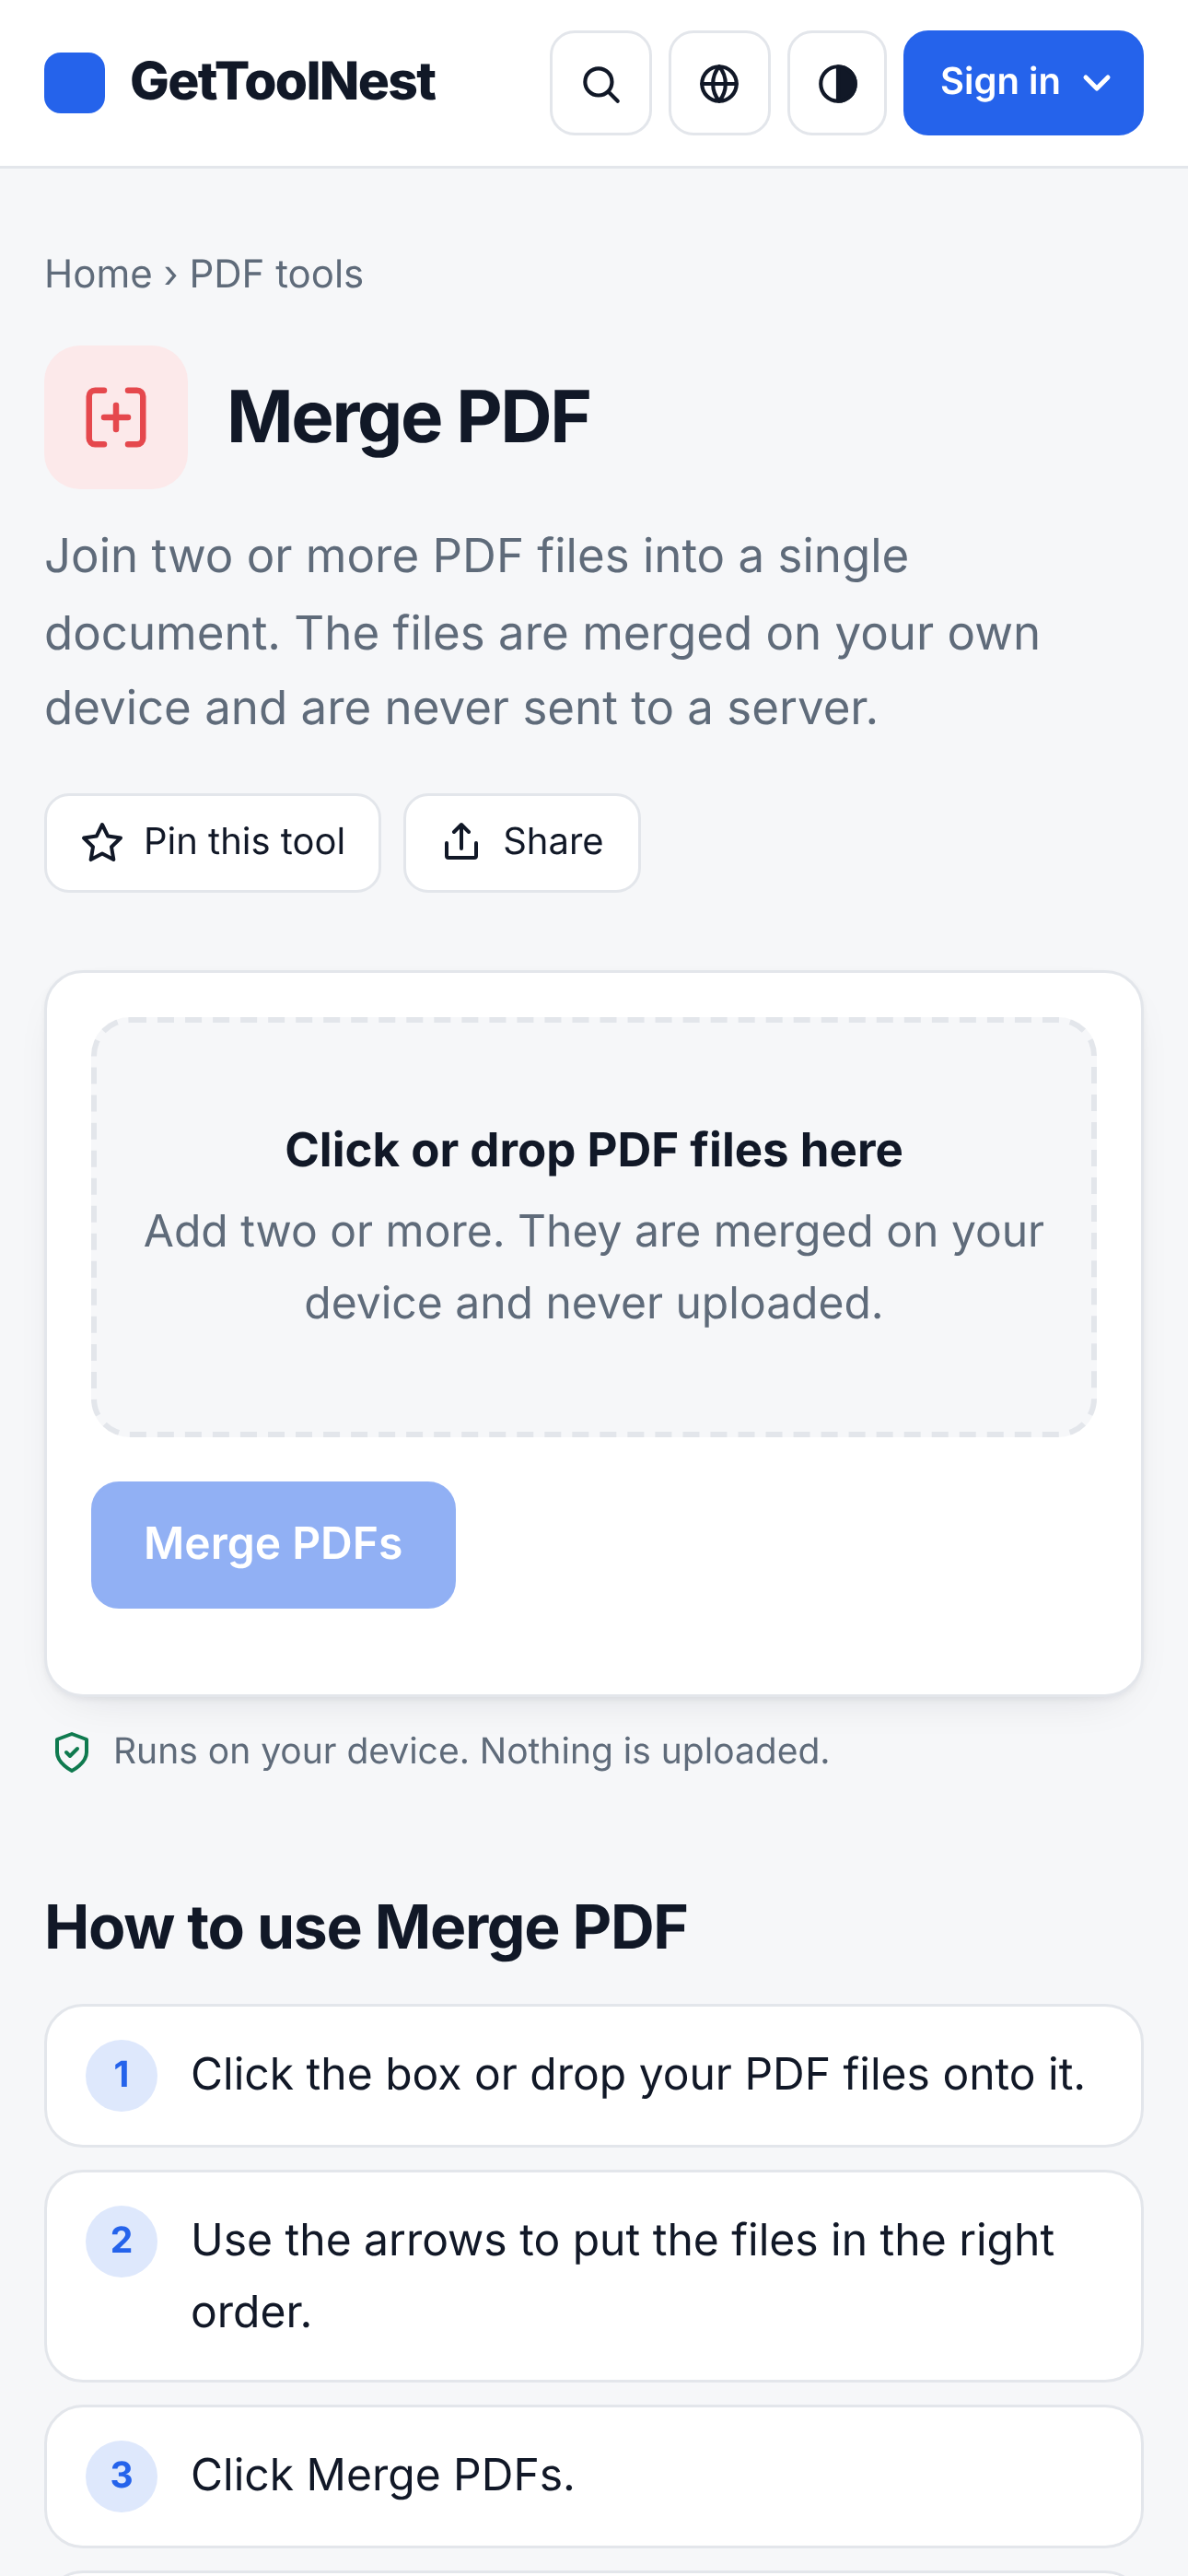 GetToolNest
Sign in
Home › PDF tools
Merge PDF
Join two or more PDF files into a single
document. The files are merged on your own
device and are never sent to a server.
Pin this tool
Share
Click or drop PDF files here
Add two or more. They are merged on your
device and never uploaded.
Merge PDFs
Runs on your device. Nothing is uploaded.
How to use Merge PDF
1 Click the box or drop your PDF files onto it.
2 Use the arrows to put the files in the right
order.
3 Click Merge PDFs.